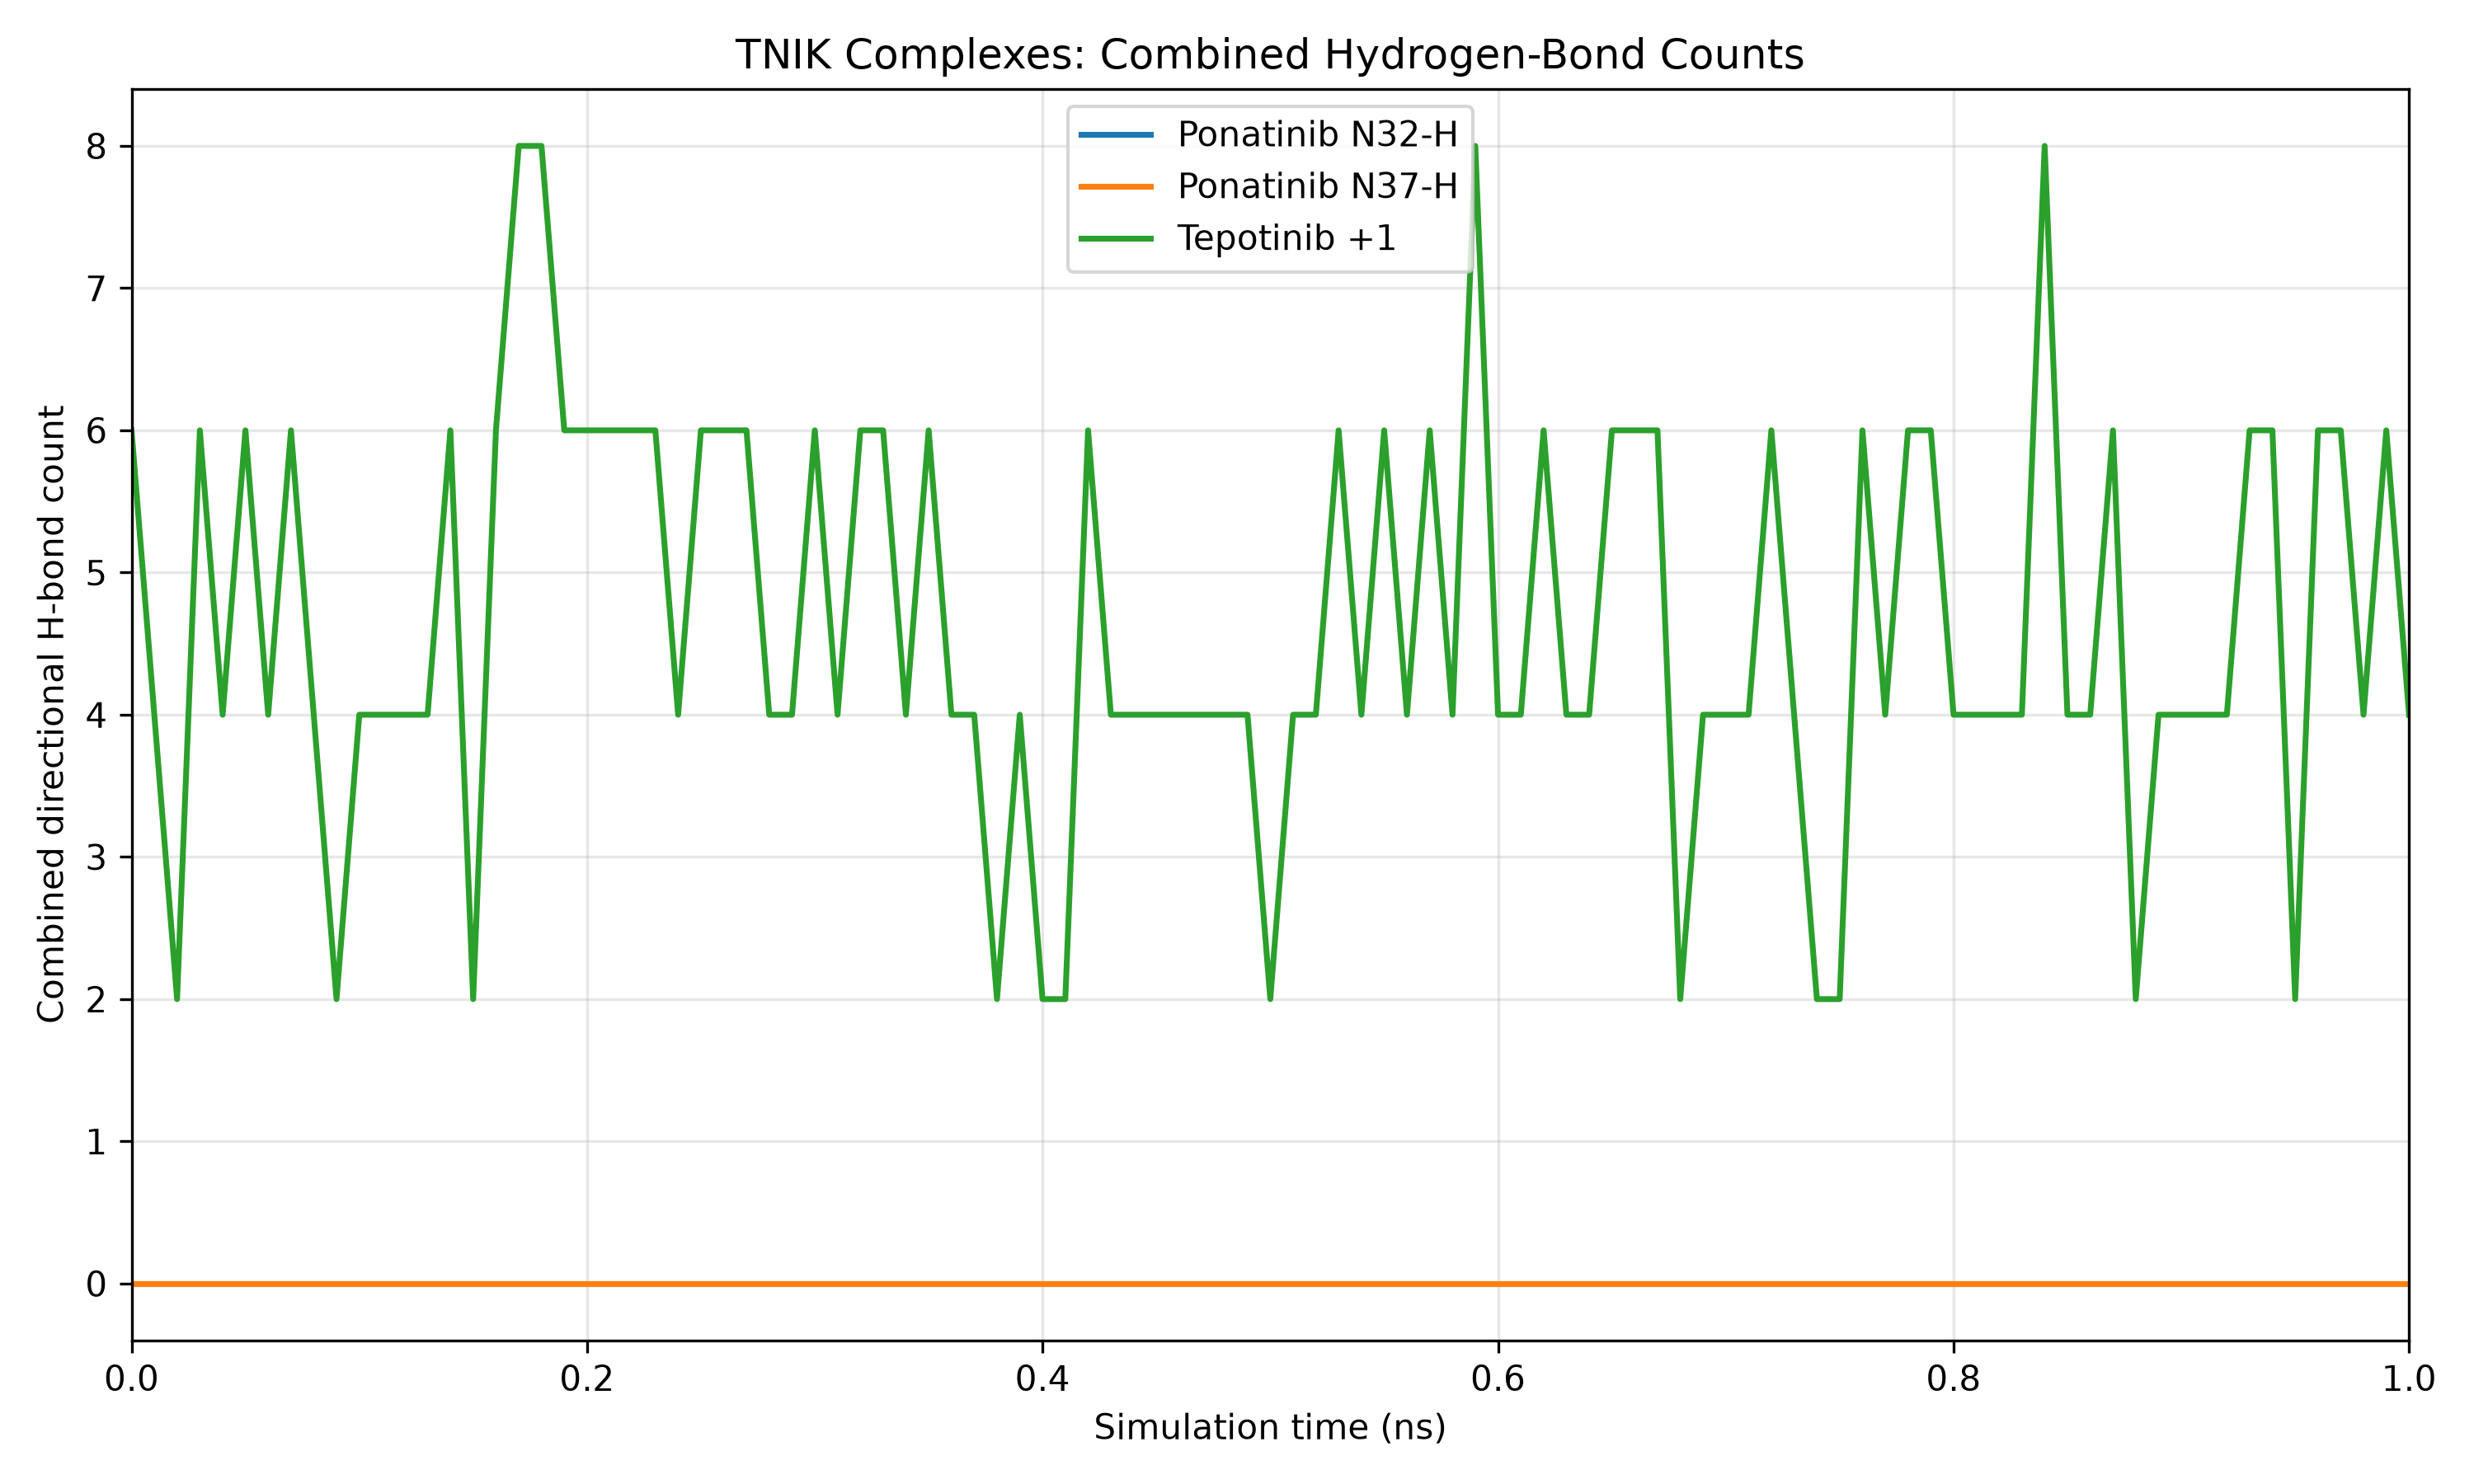 TNIK Complexes: Combined Hydrogen-Bond Counts
Ponatinib N32-H
Ponatinib N37-H
Tepotinib +1
Combined directional H-bond count
8
7
6
5
4
3
2
1
0
0.0
0.2
0.4
0.6
0.8
1.0
Simulation time (ns)